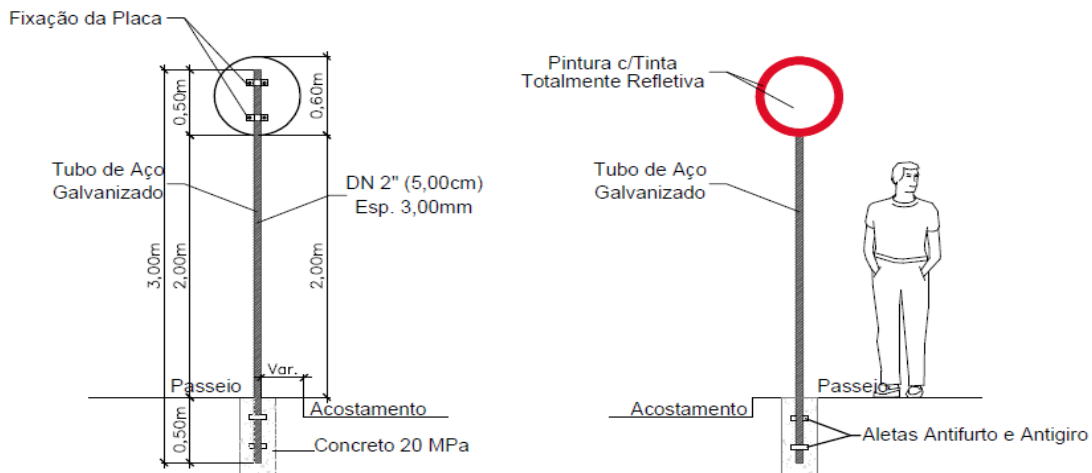 Fixação da Placa
0,50m
0,60m
Tubo de Aço
Galvanizado
DN 2" (5,00cm)
Esp. 3,00mm
3,00m
2,00m
2,00m
Var.
Passeio
Acostamento
0,50m
Concreto 20 MPa
Pintura c/Tinta
Totalmente Refletiva
Tubo de Aço
Galvanizado
Passeio
Acostamento
Aletas Antifurto e Antigiro